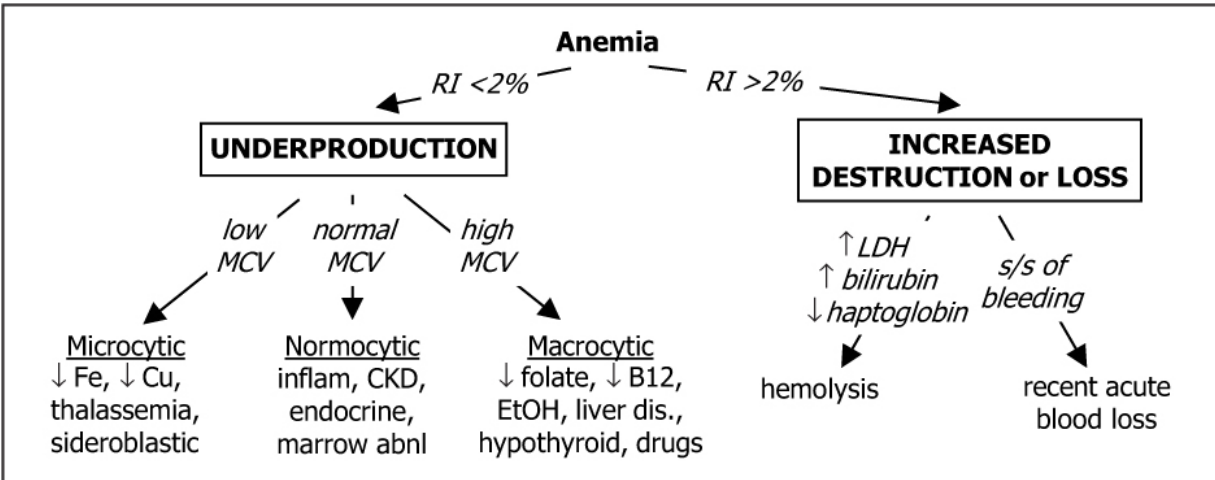 Anemia
RI <2%
RI >2%
UNDERPRODUCTION
INCREASED
DESTRUCTION or LOSS
low
MCV
normal
MCV
high
MCV
↑ LDH
↑ bilirubin
↓ haptoglobin
s/s of
bleeding
Microcytic
↓ Fe, ↓ Cu,
thalassemia,
sideroblastic
Normocytic
inflam, CKD,
endocrine,
marrow abnl
Macrocytic
↓ folate, ↓ B12,
EtOH, liver dis.,
hypothyroid, drugs
hemolysis
recent acute
blood loss